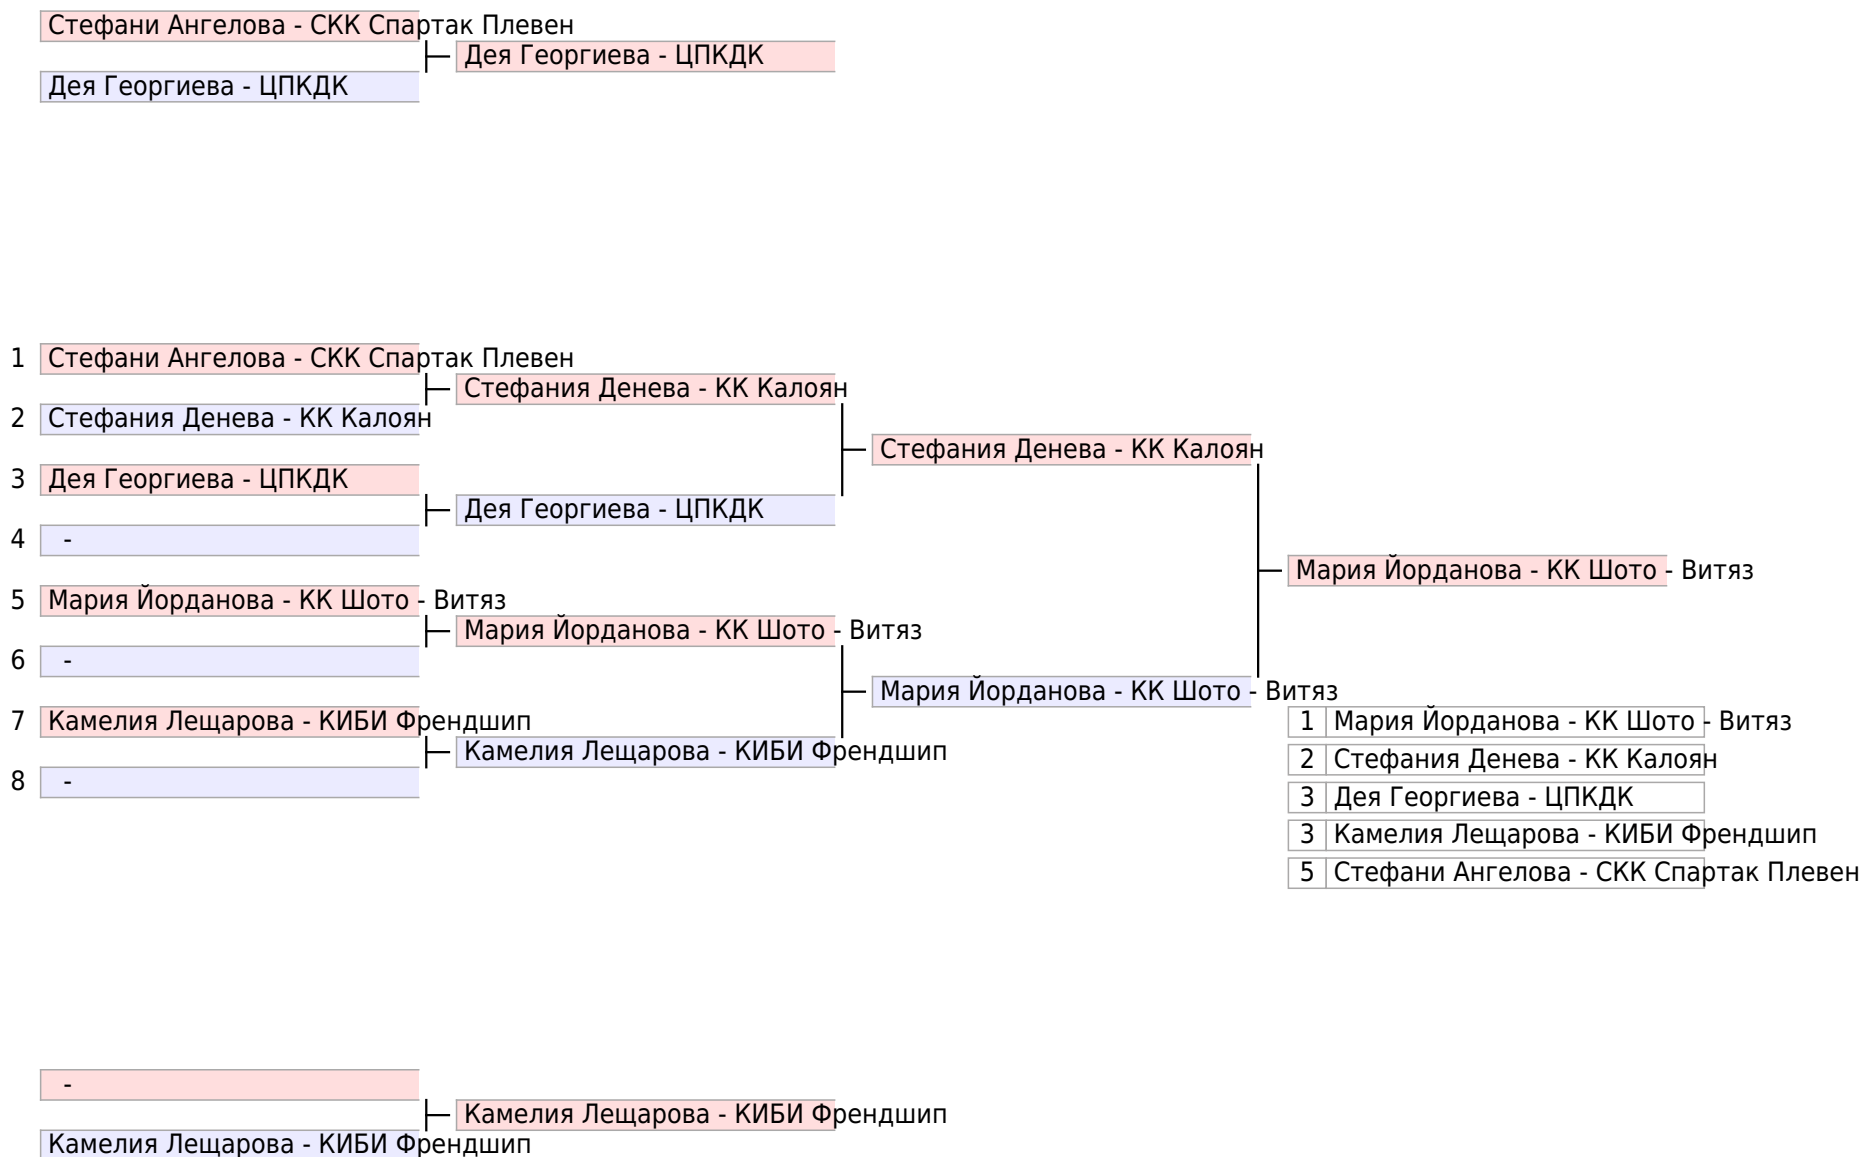 Стефани Ангелова - СКК Спартак Плевен
Дея Георгиева - ЦПКДК
Дея Георгиева - ЦПКДК
1 Стефани Ангелова - СКК Спартак Плевен
Стефания Денева - КК Калоян
2 Стефания Денева - КК Калоян
Стефания Денева - КК Калоян
3 Дея Георгиева - ЦПКДК
Дея Георгиева - ЦПКДК
4 -
Мария Йорданова - КК Шото - Витяз
5 Мария Йорданова - КК Шото - Витяз
Мария Йорданова - КК Шото - Витяз
6 -
Мария Йорданова - КК Шото - Витяз
7 Камелия Лещарова - КИБИ Френдшип
Камелия Лещарова - КИБИ Френдшип
8 -
1 Мария Йорданова - КК Шото - Витяз
2 Стефания Денева - КК Калоян
3 Дея Георгиева - ЦПКДК
3 Камелия Лещарова - КИБИ Френдшип
5 Стефани Ангелова - СКК Спартак Плевен
-
Камелия Лещарова - КИБИ Френдшип
Камелия Лещарова - КИБИ Френдшип